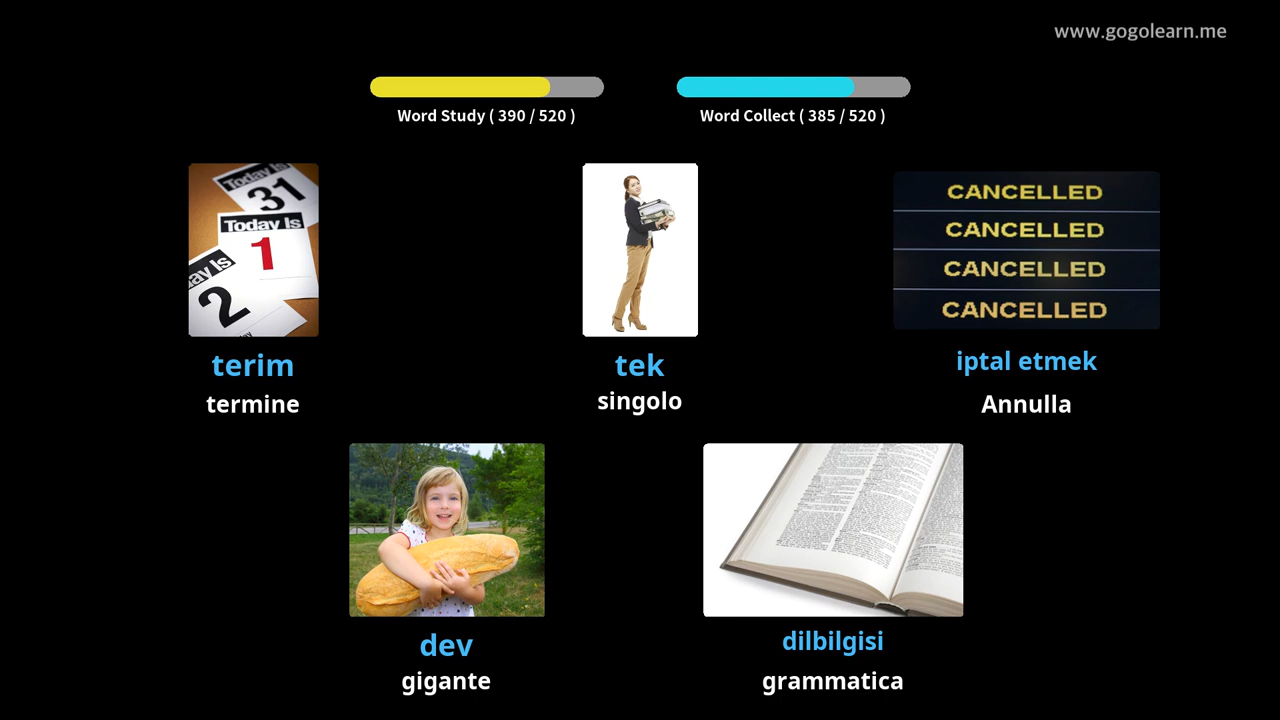 www.gogolearn.me
Word Study ( 390 / 520 )
Word Collect ( 385 / 520 )
Today Is
31
Today Is
1
ay Is
2
CANCELLED
CANCELLED
CANCELLED
CANCELLED
terim
termine
tek
singolo
iptal etmek
Annulla
dev
gigante
dilbilgisi
grammatica